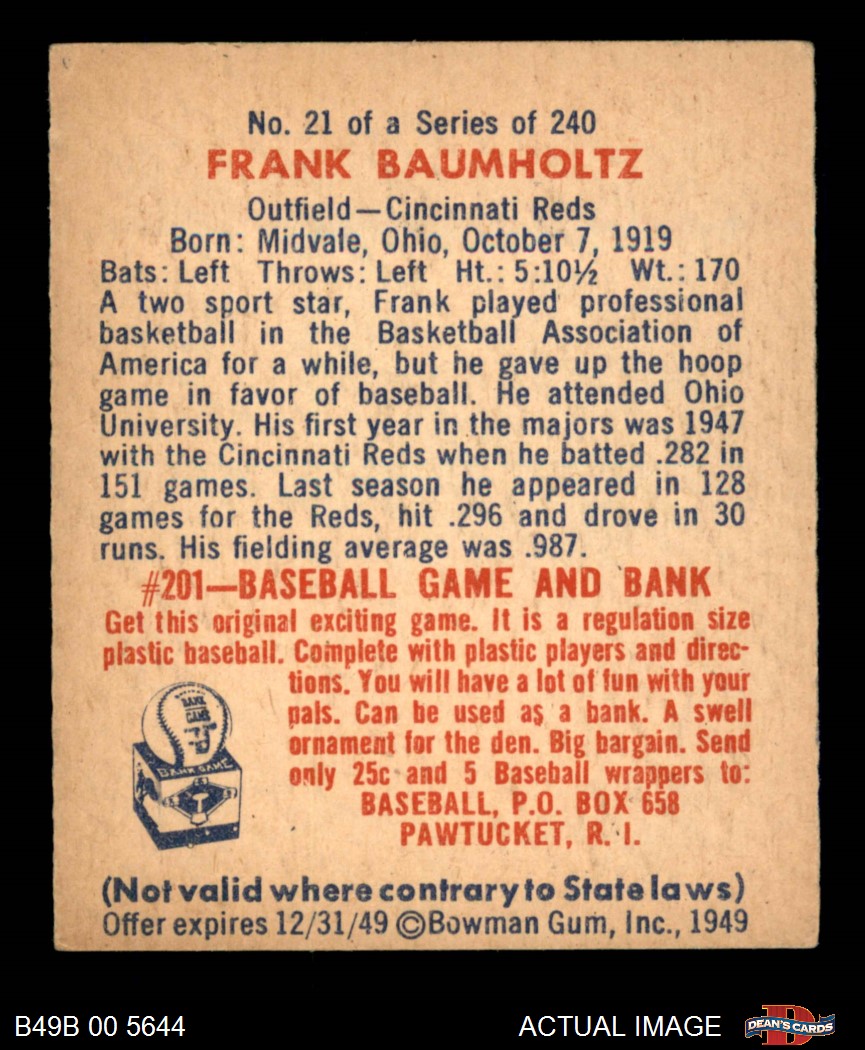 No. 21 of a Series of 240
FRANK BAUMHOLTZ
Outfield—Cincinnati Reds
Born: Midvale, Ohio, October 7, 1919
Bats: Left Throws: Left Ht.: 5:10½ Wt.: 170
A two sport star, Frank played professional
basketball in the Basketball Association of
America for a while, but he gave up the hoop
game in favor of baseball. He attended Ohio
University. His first year in the majors was 1947
with the Cincinnati Reds when he batted .282 in
151 games. Last season he appeared in 128
games for the Reds, hit .296 and drove in 30
runs. His fielding average was .987.
#201—BASEBALL GAME AND BANK
Get this original exciting game. It is a regulation size
plastic baseball. Complete with plastic players and direc-
tions. You will have a lot of fun with your
pals. Can be used as a bank. A swell
ornament for the den. Big bargain. Send
only 25c and 5 Baseball wrappers to:
BASEBALL, P.O. BOX 658
PAWTUCKET, R. I.
BANK
GAME
BANK GAME
(Not valid where contrary to State laws)
Offer expires 12/31/49 ©Bowman Gum, Inc., 1949
B49B 00 5644
ACTUAL IMAGE
DEAN'S CARDS